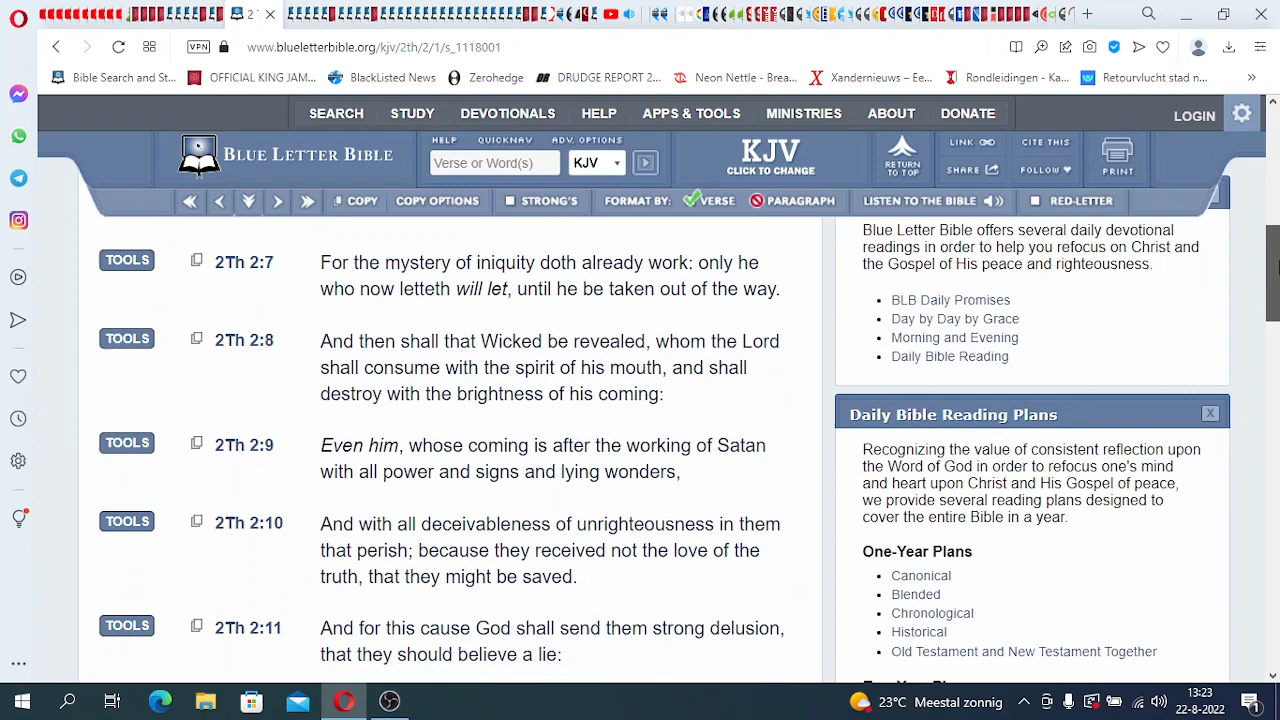 2 T
www.blueletterbible.org/kjv/2th/2/1/s_1118001
VPN
Bible Search and St...
OFFICIAL KING JAM...
BlackListed News
Zerohedge
DRUDGE REPORT 2...
Neon Nettle - Brea...
Xandernieuws – Ee...
Rondleidingen - Ka...
Retourvlucht stad n...
»
SEARCH
STUDY
DEVOTIONALS
HELP
APPS & TOOLS
MINISTRIES
ABOUT
DONATE
LOGIN
BLUE LETTER BIBLE
HELP
QUICKNAV
ADV. OPTIONS
Verse or Word(s)
KJV
KJV
CLICK TO CHANGE
RETURN
TO TOP
LINK
CITE THIS
SHARE
FOLLOW
PRINT
COPY
COPY OPTIONS
STRONG'S
FORMAT BY:
VERSE
PARAGRAPH
LISTEN TO THE BIBLE
RED-LETTER
TOOLS
2Th 2:7
For the mystery of iniquity doth already work: only he
who now letteth will let, until he be taken out of the way.
TOOLS
2Th 2:8
And then shall that Wicked be revealed, whom the Lord
shall consume with the spirit of his mouth, and shall
destroy with the brightness of his coming:
TOOLS
2Th 2:9
Even him, whose coming is after the working of Satan
with all power and signs and lying wonders,
TOOLS
2Th 2:10
And with all deceivableness of unrighteousness in them
that perish; because they received not the love of the
truth, that they might be saved.
TOOLS
2Th 2:11
And for this cause God shall send them strong delusion,
that they should believe a lie:
Blue Letter Bible offers several daily devotional
readings in order to help you refocus on Christ and
the Gospel of His peace and righteousness.
BLB Daily Promises
Day by Day by Grace
Morning and Evening
Daily Bible Reading
Daily Bible Reading Plans
X
Recognizing the value of consistent reflection upon
the Word of God in order to refocus one's mind
and heart upon Christ and His Gospel of peace,
we provide several reading plans designed to
cover the entire Bible in a year.
One-Year Plans
Canonical
Blended
Chronological
Historical
Old Testament and New Testament Together
23°C Meestal zonnig
13:23
22-8-2022
1